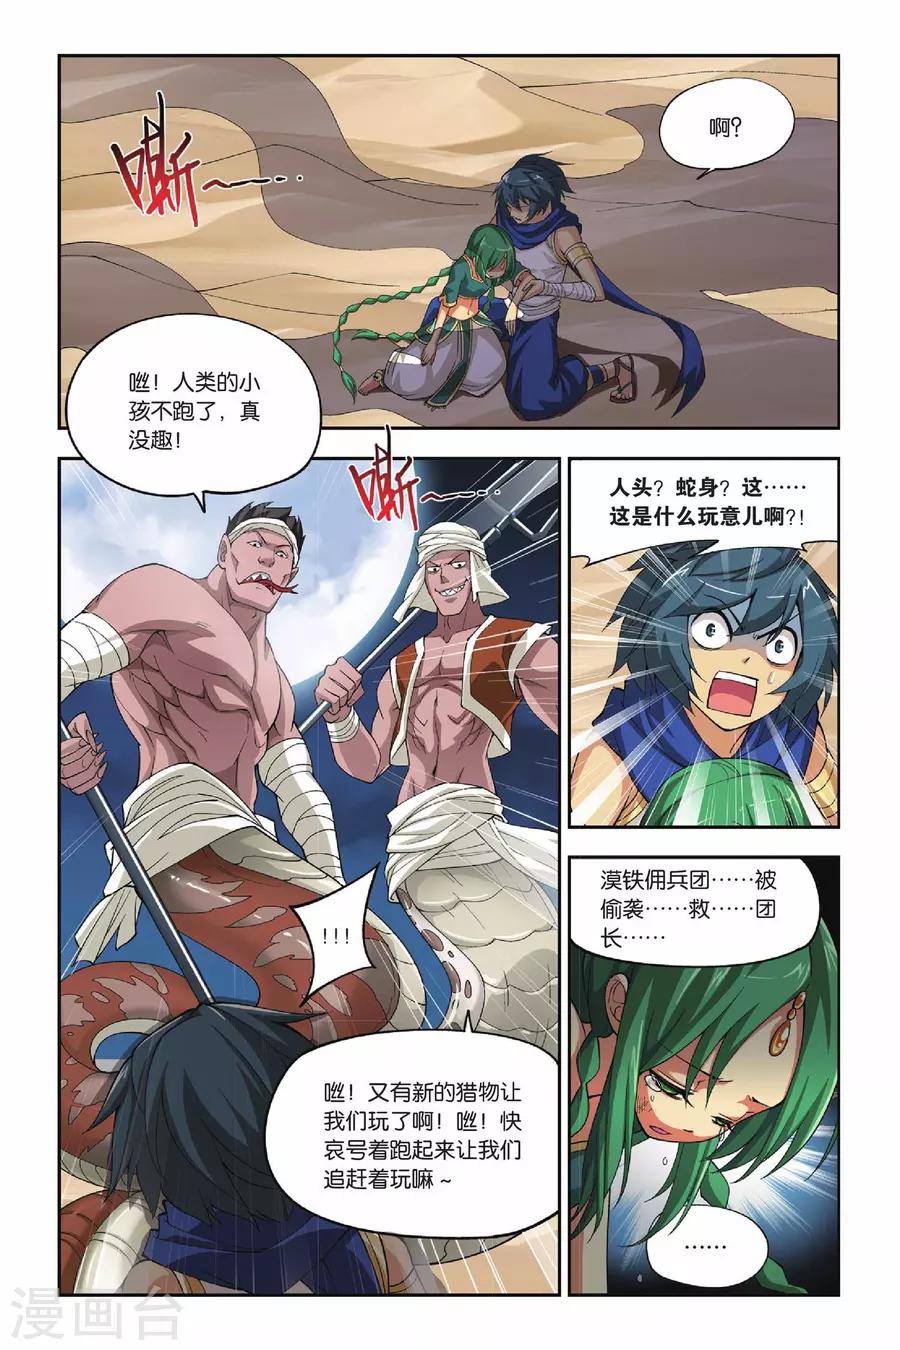 啊？
嘶～……
咝！人类的小
孩不跑了，真
没趣！
嘶～……
人头？蛇身？这……
这是什么玩意儿啊？！
!!!
咝！又有新的猎物让
我们玩了啊！咝！快
哀号着跑起来让我们
追赶着玩嘛～
漠铁佣兵团……被
偷袭……救……团
长……
……
漫画台